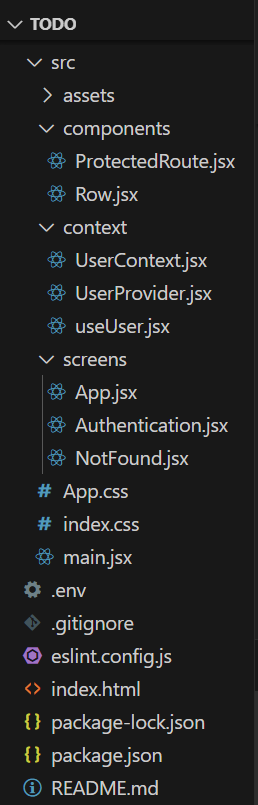 TODO
src
assets
components
ProtectedRoute.jsx
Row.jsx
context
UserContext.jsx
UserProvider.jsx
useUser.jsx
screens
App.jsx
Authentication.jsx
NotFound.jsx
# App.css
# index.css
main.jsx
.env
.gitignore
eslint.config.js
<> index.html
{ } package-lock.json
{ } package.json
README.md